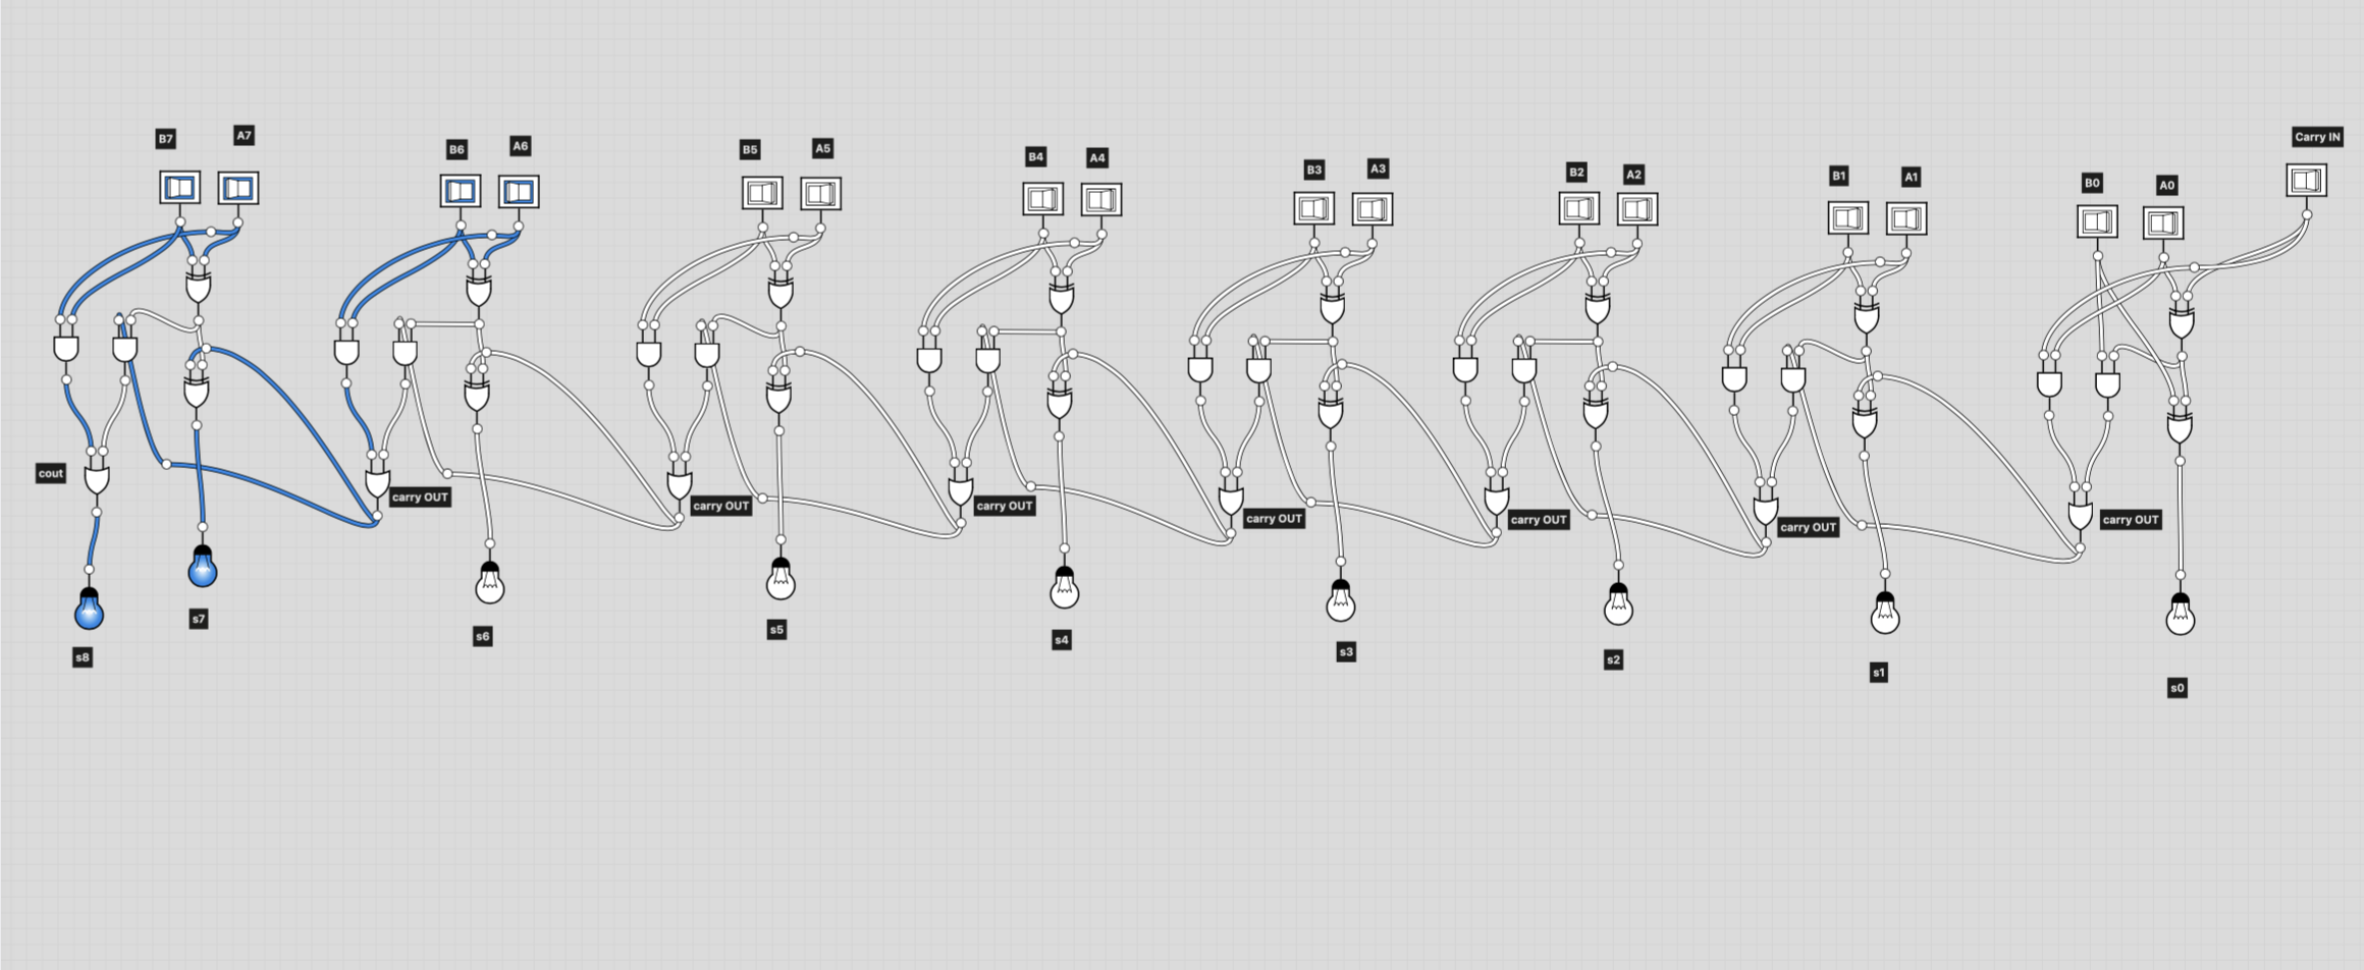 B7 A7
B6 A6
B5 A5
B4 A4
B3 A3
B2 A2
B1 A1
B0 A0
Carry IN
cout
carry OUT
carry OUT
carry OUT
carry OUT
carry OUT
carry OUT
carry OUT
s8
s7
s6
s5
s4
s3
s2
s1
s0